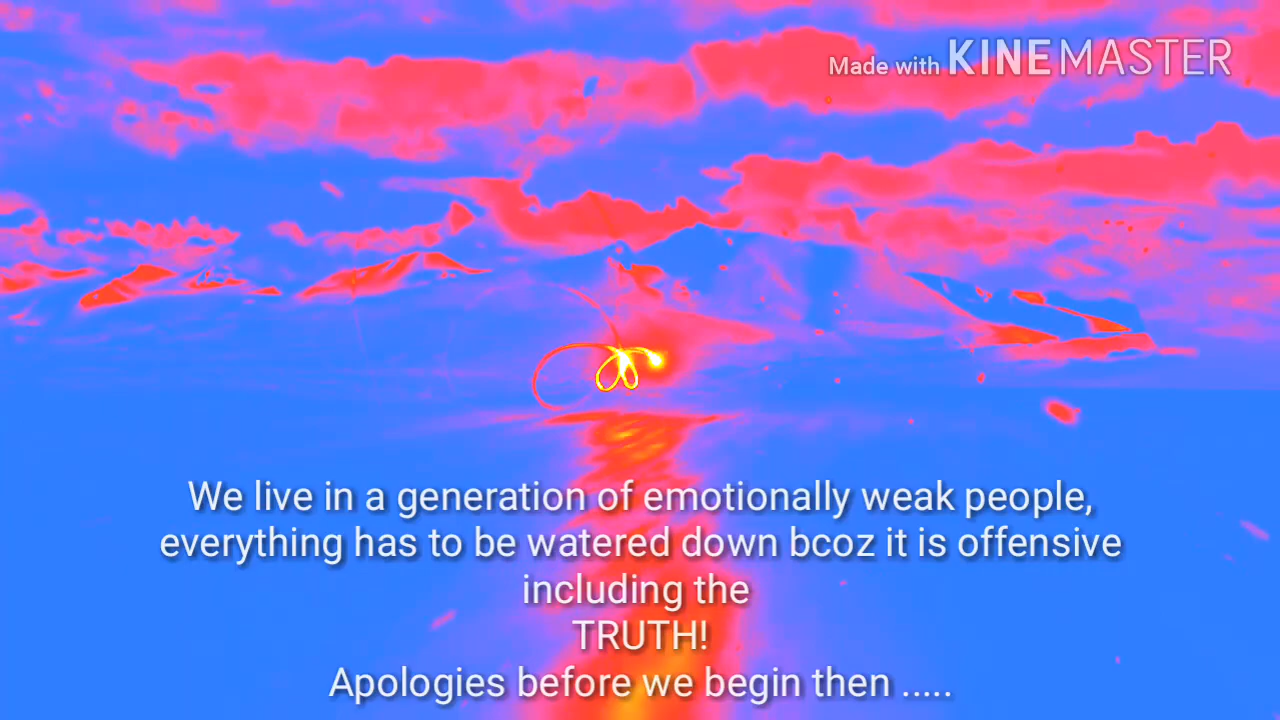 Made with KINEMASTER
We live in a generation of emotionally weak people,
everything has to be watered down bcoz it is offensive
including the
TRUTH!
Apologies before we begin then .....